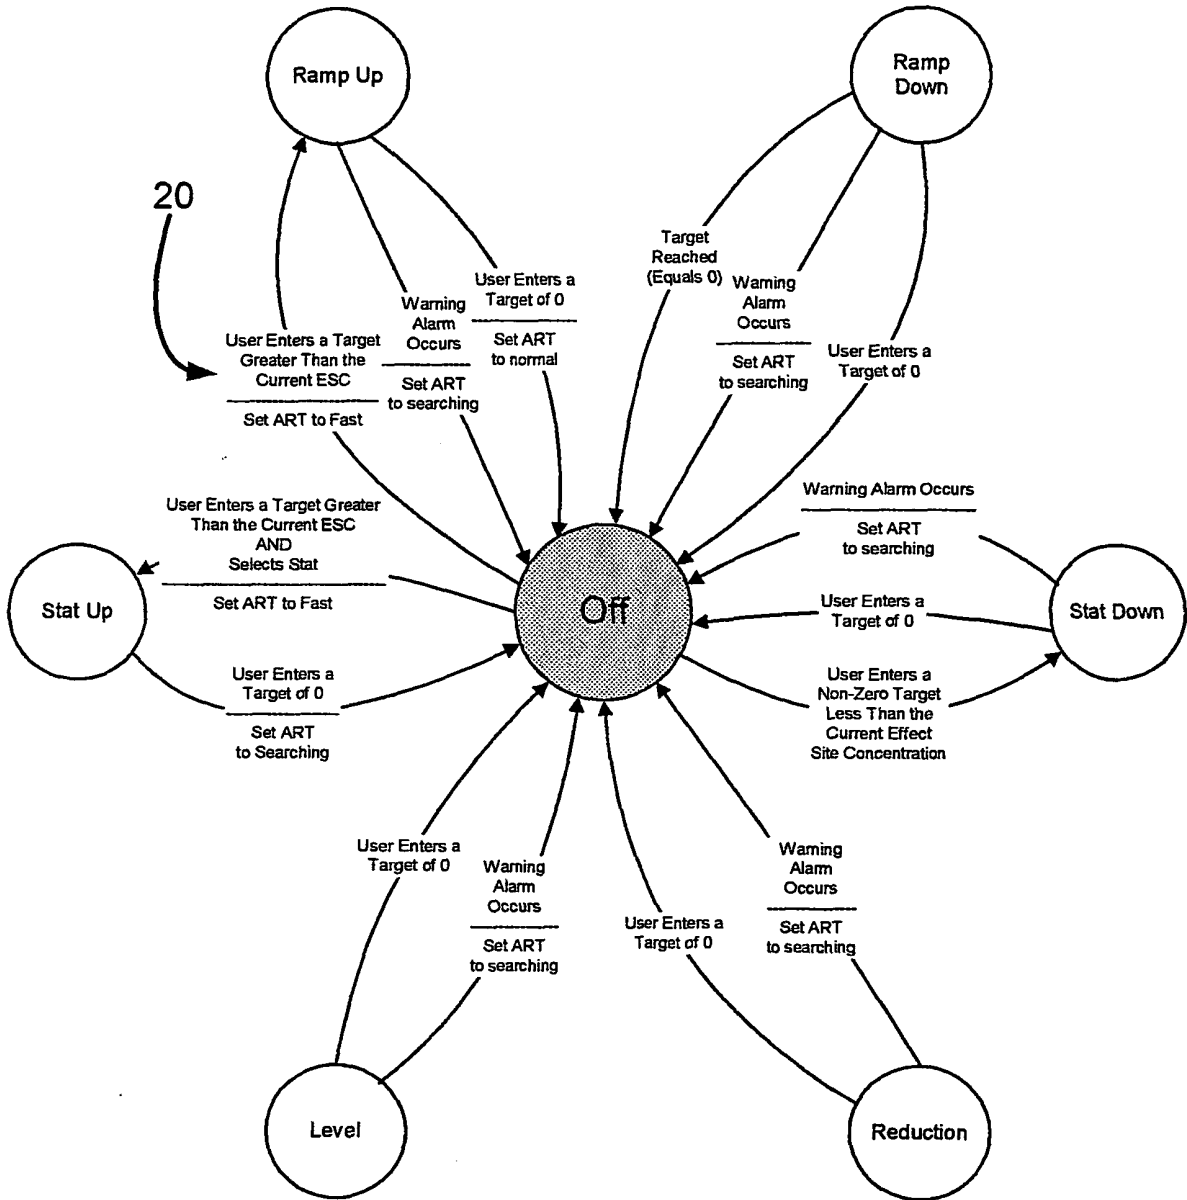 Ramp Up
Ramp
Down
20
Target
Reached
(Equals 0)
User Enters a
Target of 0
Set ART
to normal
Warning
Alarm
Occurs
Set ART
to searching
Warning
Alarm
Occurs
Set ART
to searching
User Enters a Target
Greater Than the
Current ESC
Set ART to Fast
User Enters a
Target of 0
User Enters a Target Greater
Than the Current ESC
AND
Selects Stat
Set ART to Fast
Warning Alarm Occurs
Set ART
to searching
Stat Up
Off
Stat Down
User Enters a
Target of 0
User Enters a
Target of 0
Set ART
to Searching
User Enters a
Non-Zero Target
Less Than the
Current Effect
Site Concentration
User Enters a
Target of 0
Warning
Alarm
Occurs
Set ART
to searching
User Enters a
Target of 0
Warning
Alarm
Occurs
Set ART
to searching
Level
Reduction